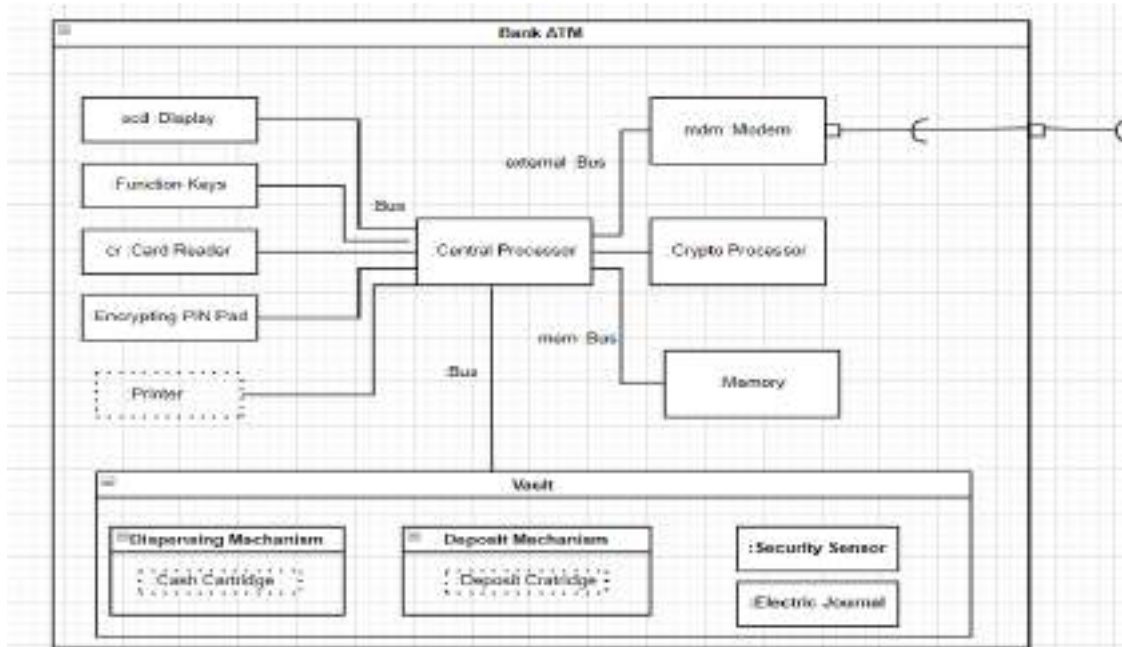 Bank ATM
acd :Display
:Function Keys
cr :Card Reader
Encrypting PIN Pad
:Printer
:Bus
external :Bus
:Central Processor
mdm :Modem
:Crypto Processor
mem :Bus
:Memory
:Bus
Vault
Dispensing Mechanism
Cash Cartridge
Deposit Mechanism
:Deposit Cratridge
:Security Sensor
:Electric Journal